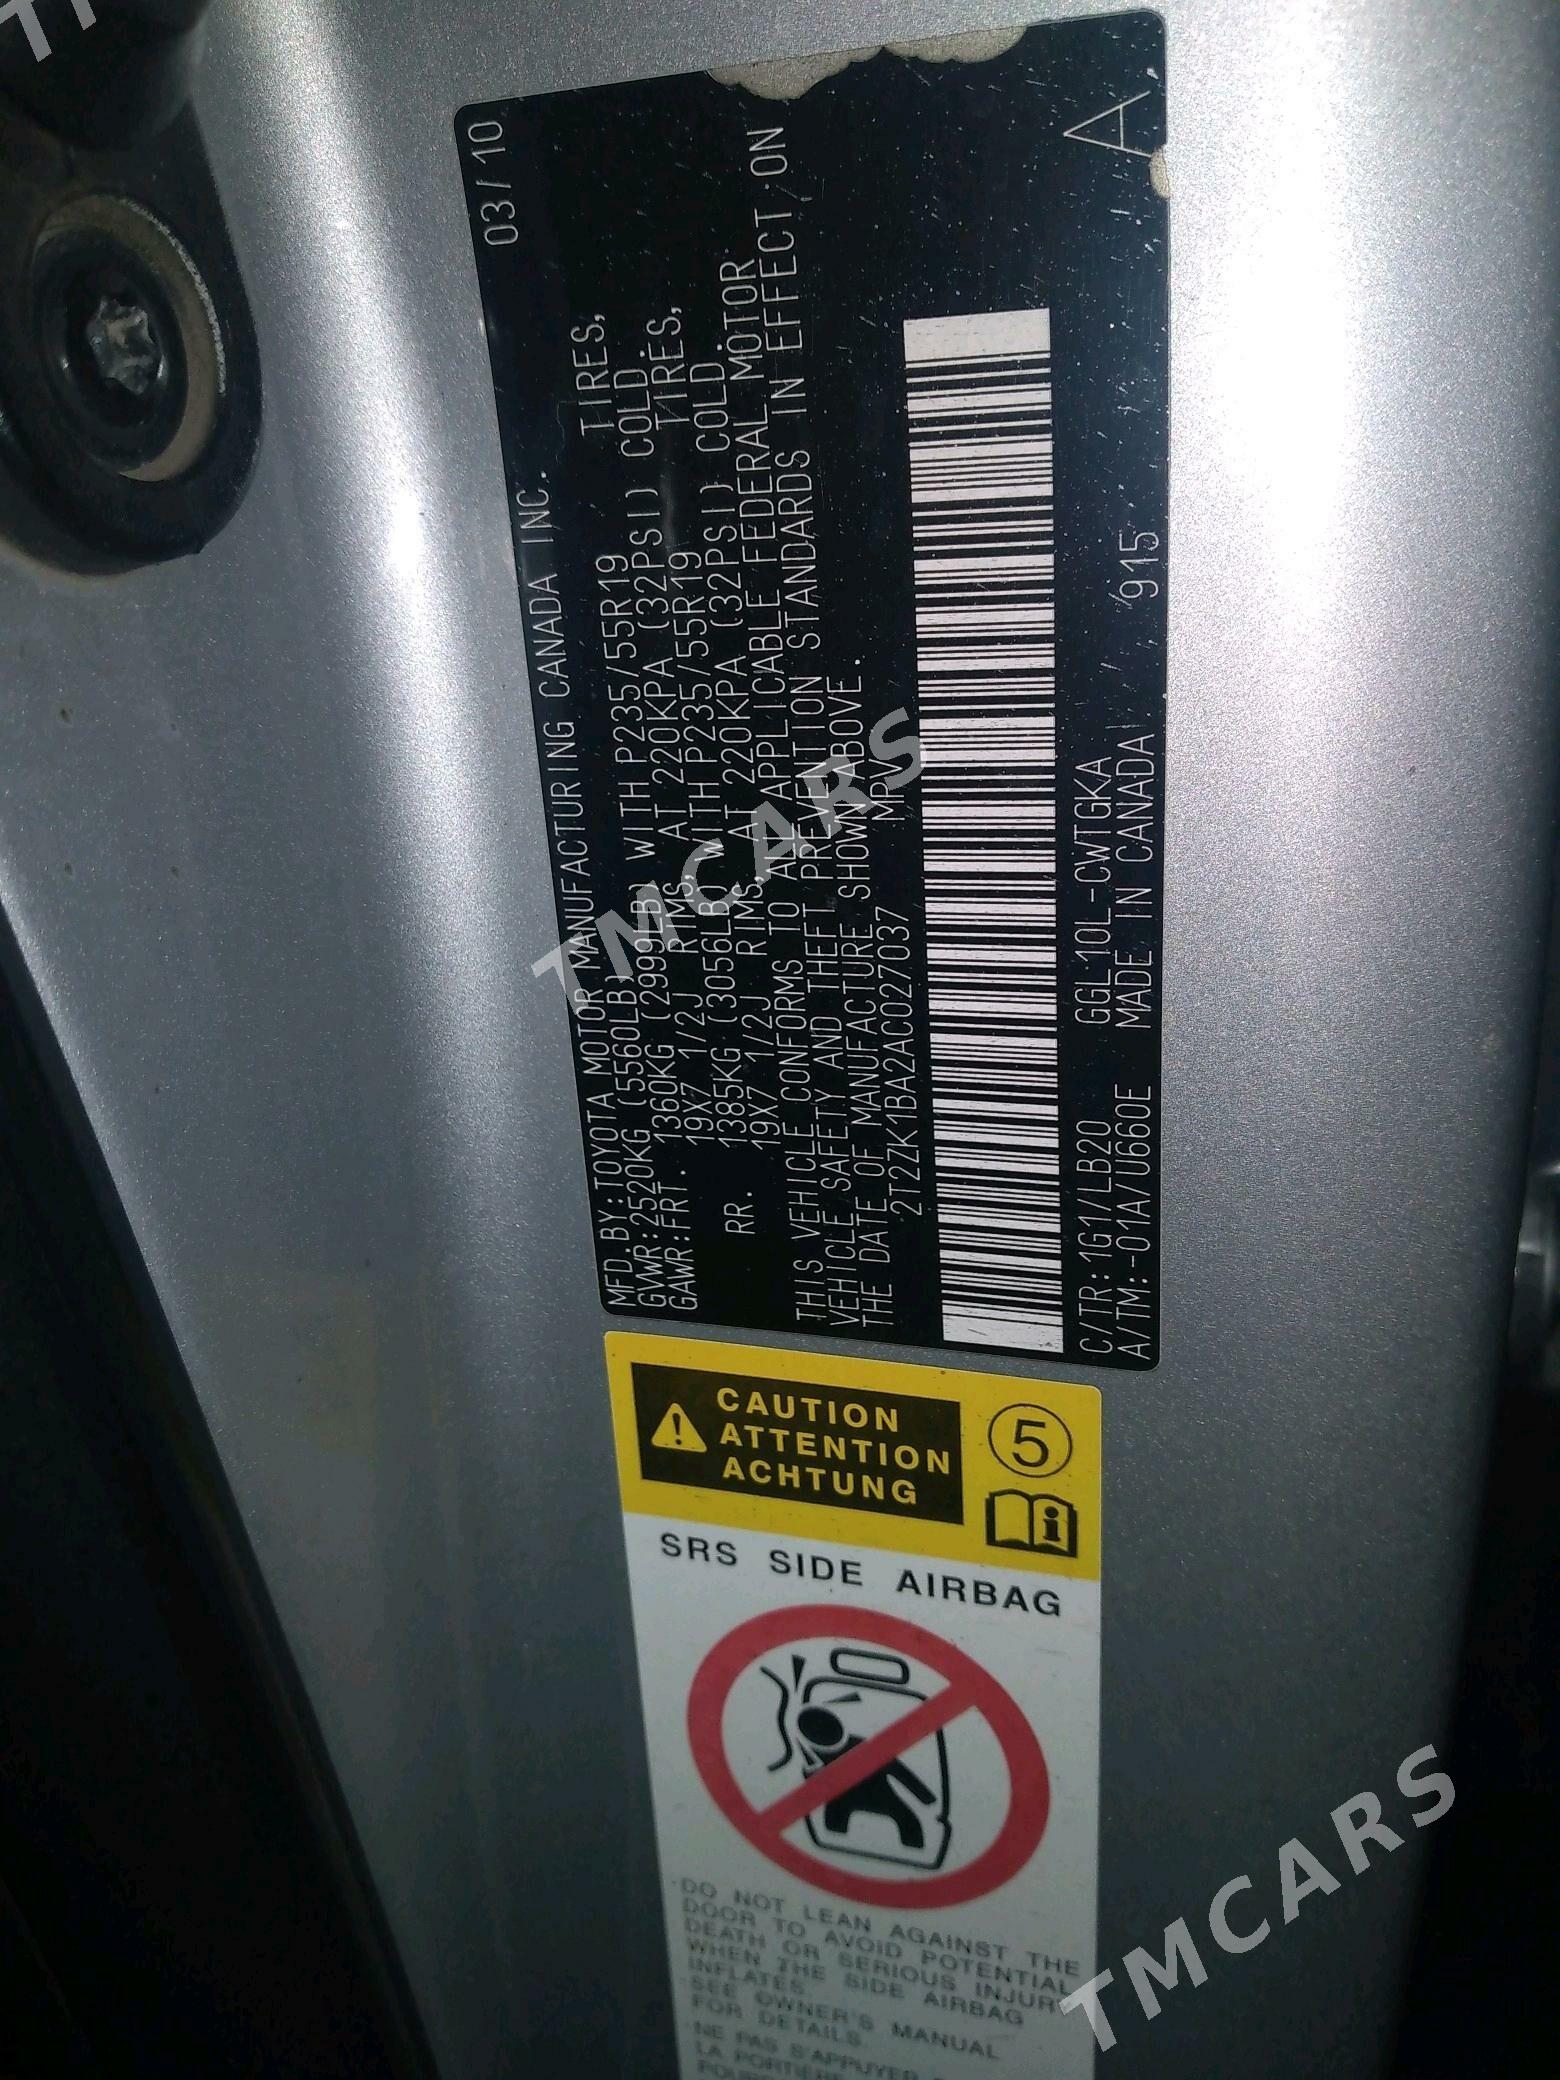 MFD.BY:TOYOTA MOTOR MANUFACTURING CANADA INC. 03/10
GVWR:2520KG (5560LB)
GAWR:FRT. 1360KG (2999LB) WITH P235/55R19 TIRES,
19X7 1/2J RIMS, AT 220KPA (32PSI) COLD.
RR. 1385KG (3056LB) WITH P235/55R19 TIRES,
19X7 1/2J RIMS, AT 220KPA (32PSI) COLD.
THIS VEHICLE CONFORMS TO ALL APPLICABLE FEDERAL MOTOR
VEHICLE SAFETY AND THEFT PREVENTION STANDARDS IN EFFECT ON
THE DATE OF MANUFACTURE SHOWN ABOVE.
2T2ZK1BA2AC027037 MPV
C/TR:1G1/LB20 GGL10L-CWTGKA
A/TM:-01A/U660E MADE IN CANADA 915
A
CAUTION
ATTENTION
ACHTUNG
5
SRS SIDE AIRBAG
·DO NOT LEAN AGAINST THE
DOOR TO AVOID POTENTIAL
DEATH OR SERIOUS INJURY
WHEN THE SIDE AIRBAG
INFLATES.
·SEE OWNER'S MANUAL
FOR DETAILS.
·NE PAS S'APPUYER
LA PORTIÈRE
TMCARS
TMCARS